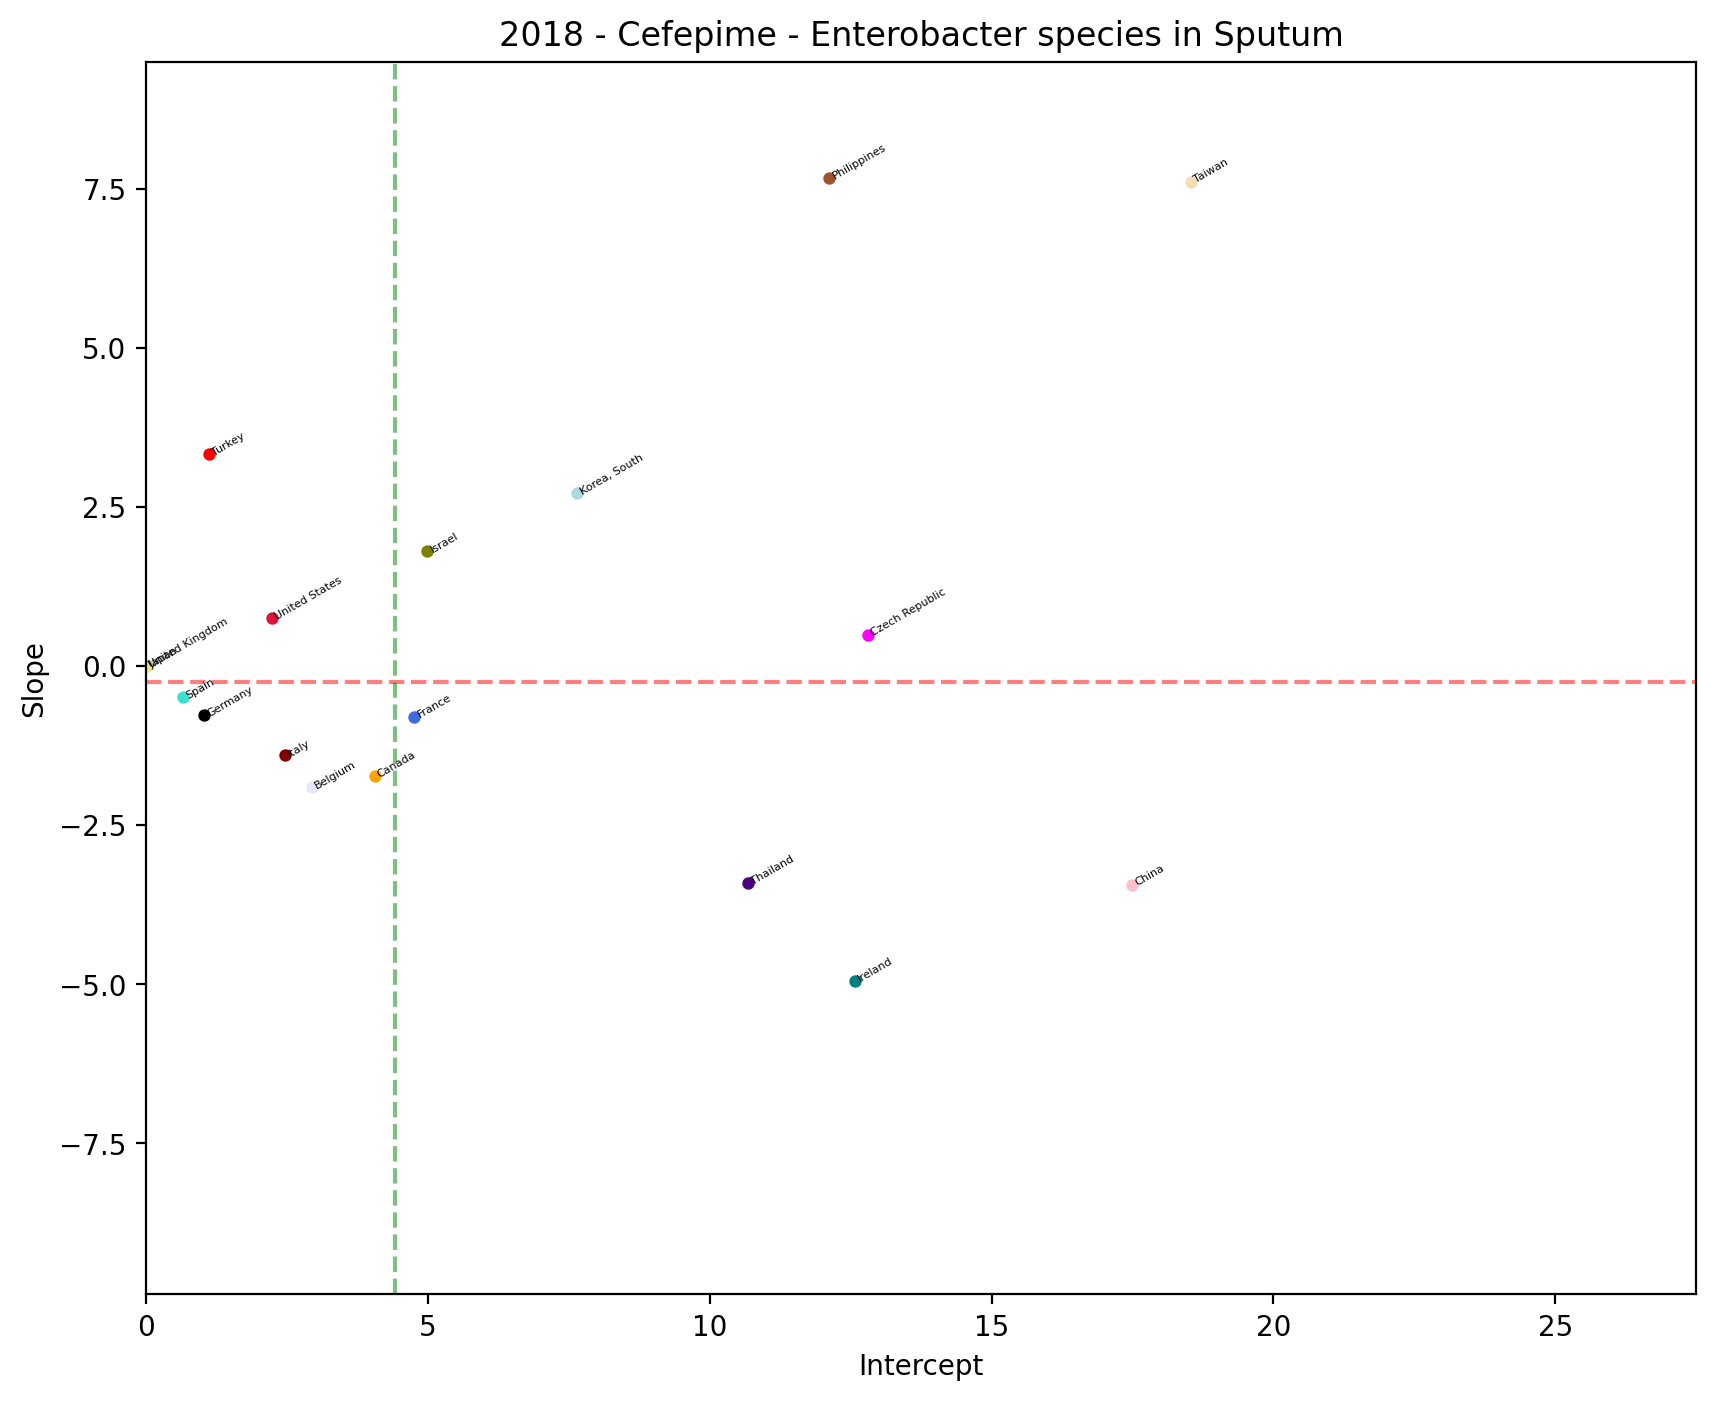 2018 - Cefepime - Enterobacter species in Sputum
Philippines
Taiwan
7.5
5.0
Turkey
Korea, South
2.5
Israel
United States
Czech Republic
United Kingdom
Japan
0.0
Spain
Germany
France
Italy
Canada
Belgium
−2.5
Thailand
China
Ireland
−5.0
−7.5
Slope
0
5
10
15
20
25
Intercept